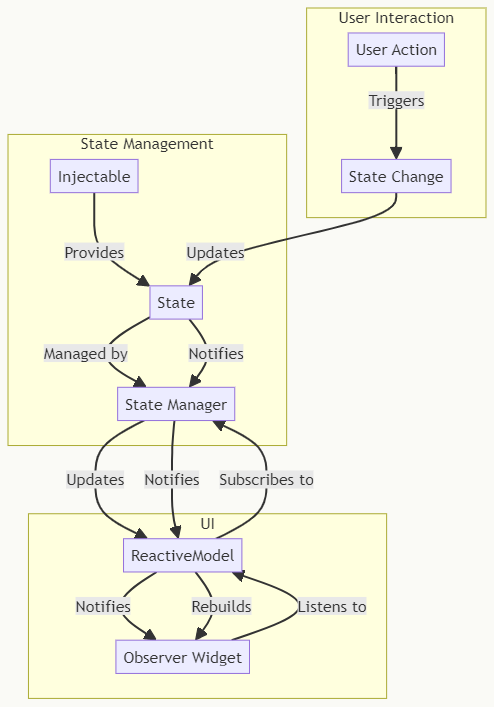 User Interaction
User Action
Triggers
State Management
Injectable
State Change
Provides
Updates
State
Managed by
Notifies
State Manager
Updates
Notifies
Subscribes to
UI
ReactiveModel
Notifies
Rebuilds
Listens to
Observer Widget